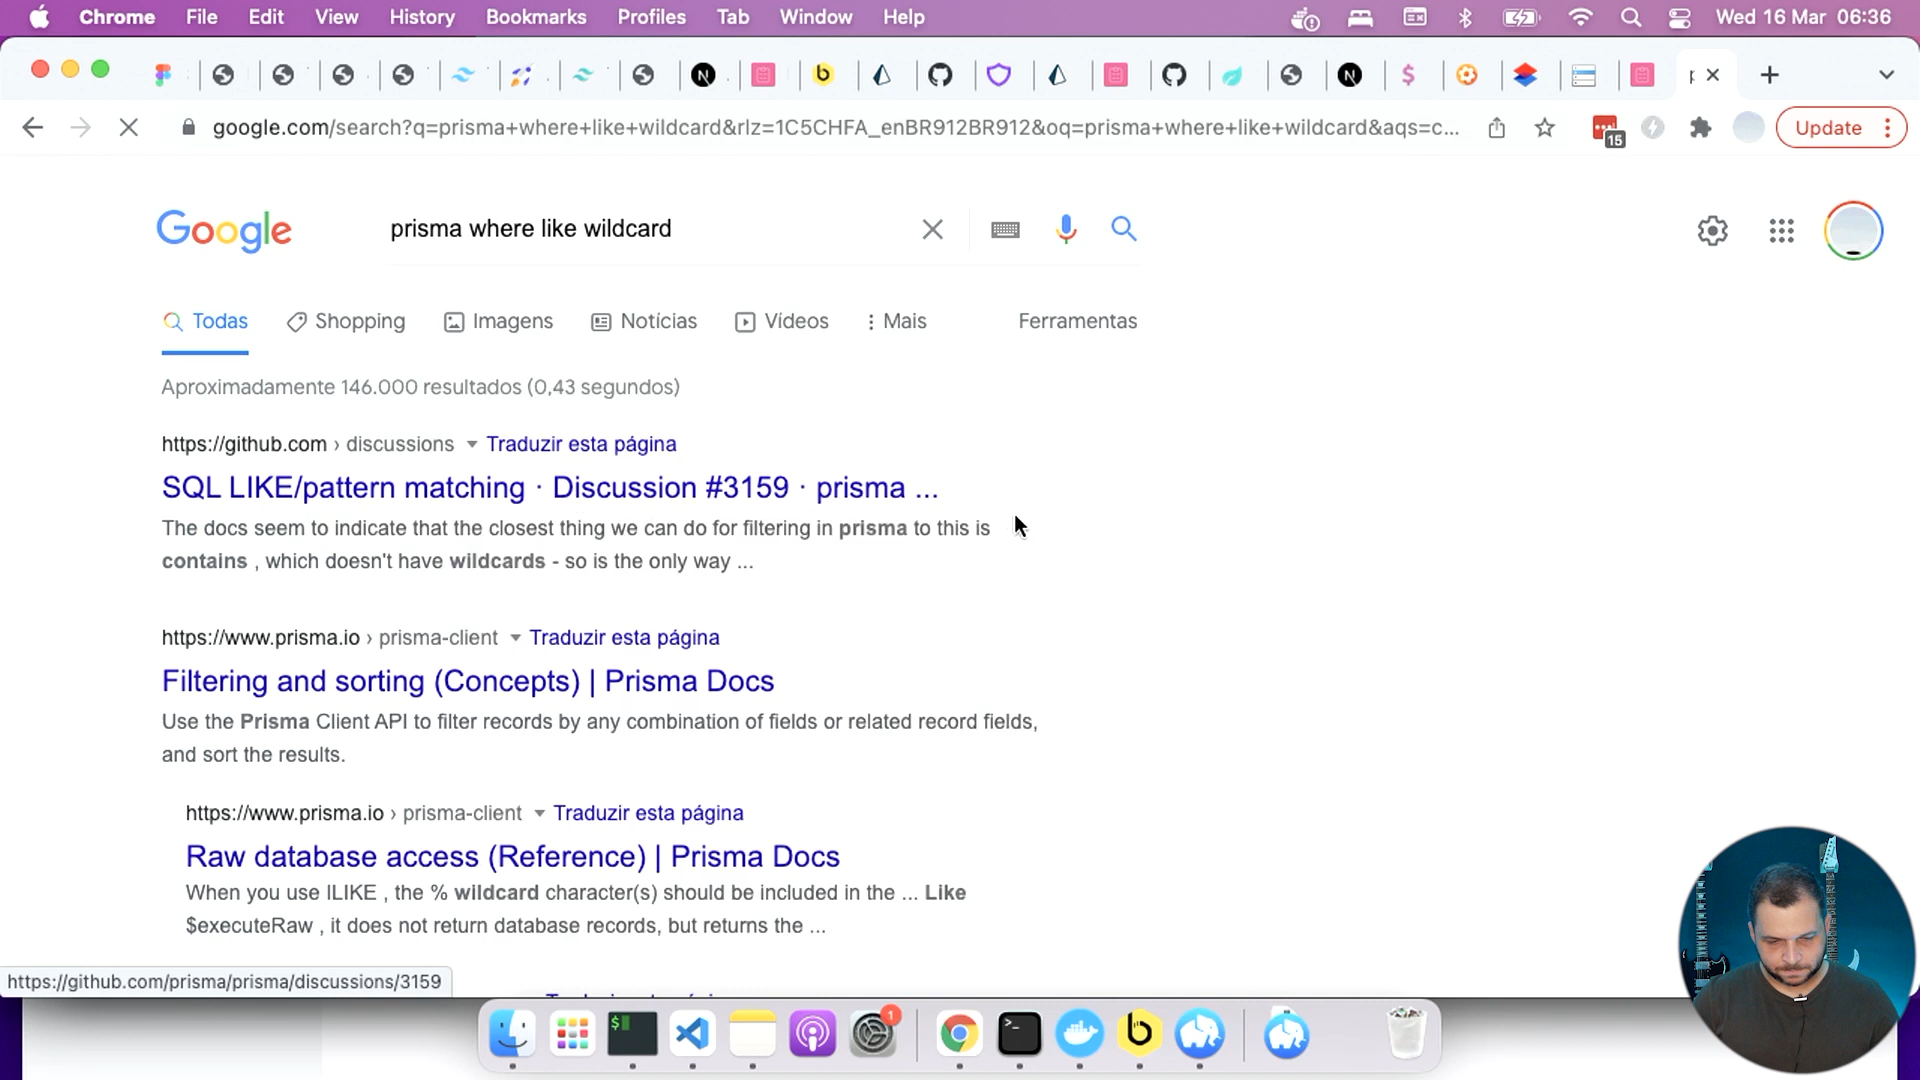 Chrome File Edit View History Bookmarks Profiles Tab Window Help Wed 16 Mar 06:36
google.com/search?q=prisma+where+like+wildcard&rlz=1C5CHFA_enBR912BR912&oq=prisma+where+like+wildcard&aqs=c... 15 Update
Google prisma where like wildcard
Todas Shopping Imagens Notícias Vídeos Mais Ferramentas
Aproximadamente 146.000 resultados (0,43 segundos)
https://github.com › discussions Traduzir esta página
SQL LIKE/pattern matching · Discussion #3159 · prisma ...
The docs seem to indicate that the closest thing we can do for filtering in prisma to this is
contains , which doesn't have wildcards - so is the only way ...
https://www.prisma.io › prisma-client Traduzir esta página
Filtering and sorting (Concepts) | Prisma Docs
Use the Prisma Client API to filter records by any combination of fields or related record fields,
and sort the results.
https://www.prisma.io › prisma-client Traduzir esta página
Raw database access (Reference) | Prisma Docs
When you use ILIKE , the % wildcard character(s) should be included in the ... Like
$executeRaw , it does not return database records, but returns the ...
https://github.com/prisma/prisma/discussions/3159
1